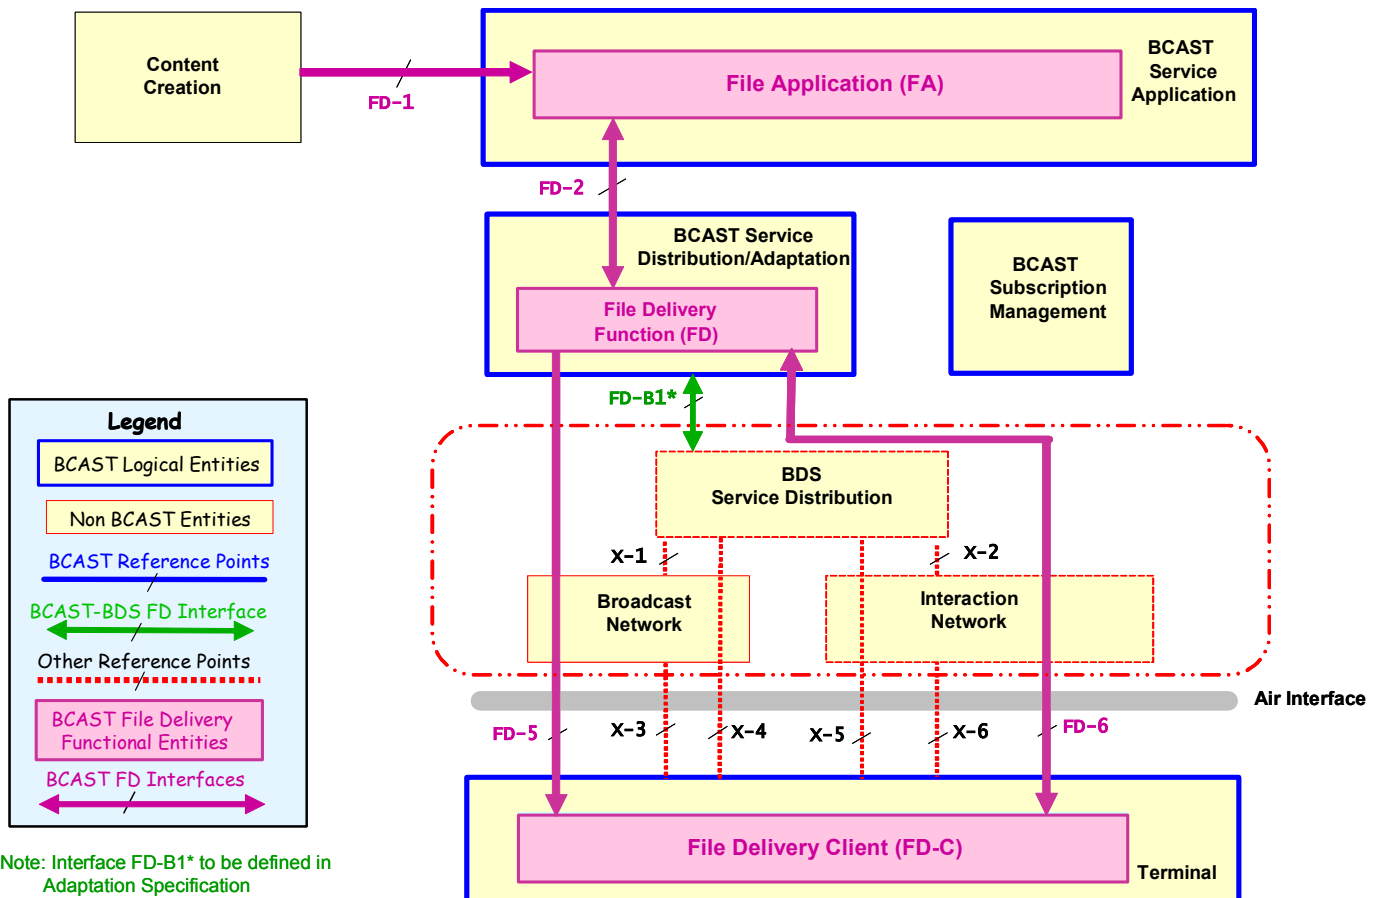 Content
Creation
FD-1
File Application (FA)
BCAST
Service
Application
FD-2
BCAST Service
Distribution/Adaptation
File Delivery
Function (FD)
BCAST
Subscription
Management
FD-B1*
BDS
Service Distribution
X-1
X-2
Broadcast
Network
Interaction
Network
Air Interface
FD-5
X-3
X-4
X-5
X-6
FD-6
File Delivery Client (FD-C)
Terminal
Legend
BCAST Logical Entities
Non BCAST Entities
BCAST Reference Points
BCAST-BDS FD Interface
Other Reference Points
BCAST File Delivery
Functional Entities
BCAST FD Interfaces
Note: Interface FD-B1* to be defined in
Adaptation Specification